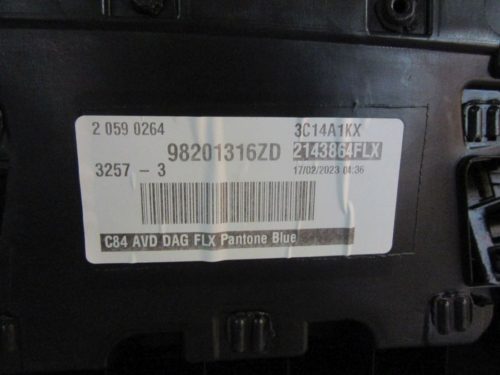 2 059 0264 3C14A1KX
98201316ZD 2143864FLX
3257 - 3 17/02/2023 04:36
C84 AVD DAG FLX Pantone Blue